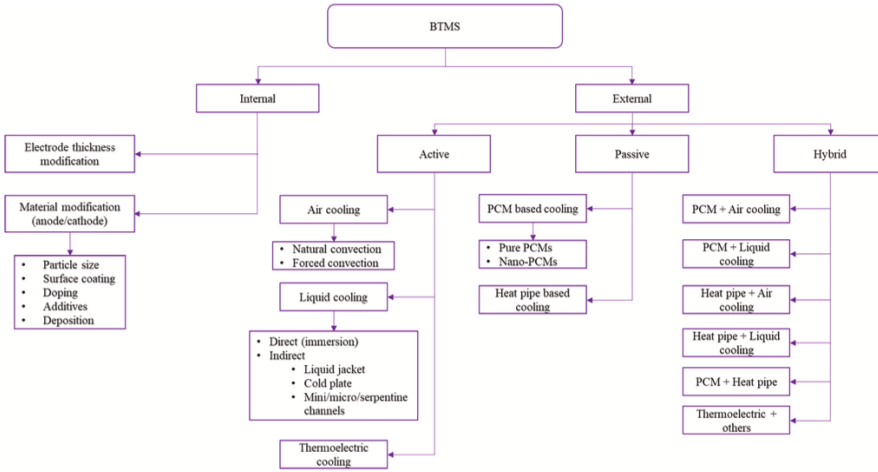 BTMS
Internal
External
Electrode thickness
modification
Material modification
(anode/cathode)
• Particle size
• Surface coating
• Doping
• Additives
• Deposition
Active
Passive
Hybrid
Air cooling
• Natural convection
• Forced convection
Liquid cooling
• Direct (immersion)
• Indirect
• Liquid jacket
• Cold plate
• Mini/micro/serpentine
channels
Thermoelectric
cooling
PCM based cooling
• Pure PCMs
• Nano-PCMs
Heat pipe based
cooling
PCM + Air cooling
PCM + Liquid
cooling
Heat pipe + Air
cooling
Heat pipe + Liquid
cooling
PCM + Heat pipe
Thermoelectric +
others